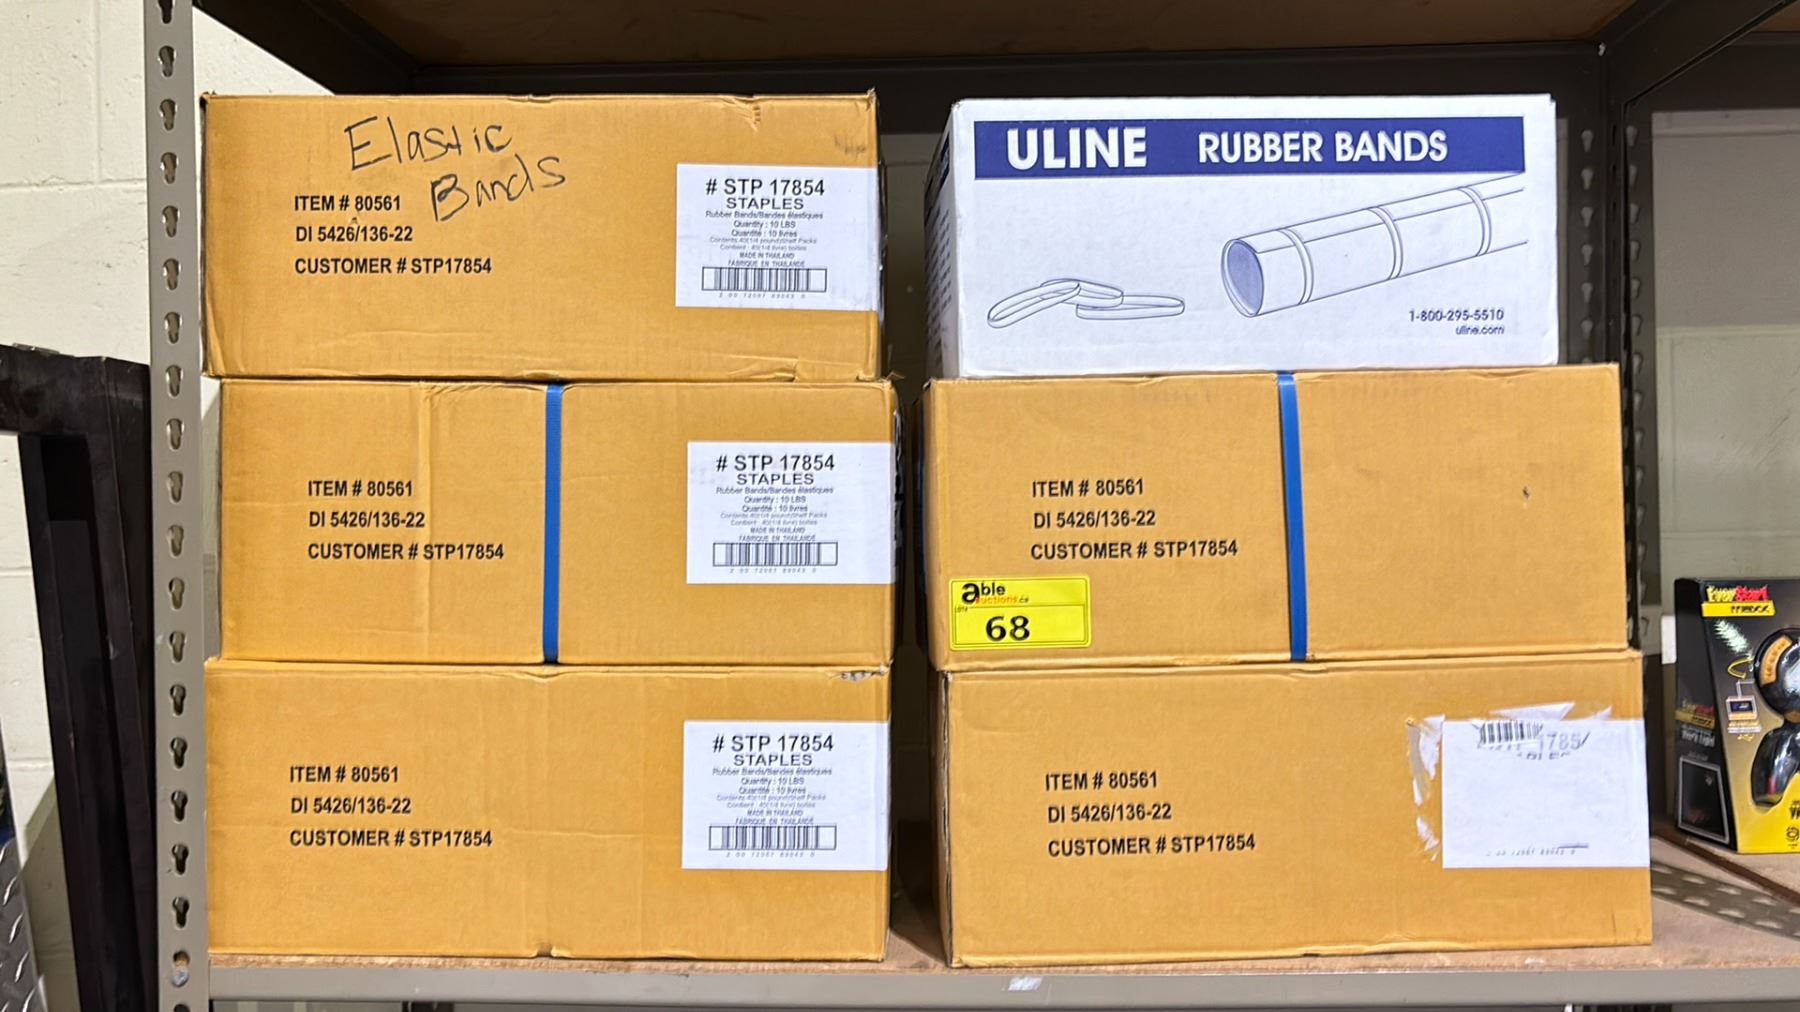 Elastic
Bands
ITEM # 80561
DI 5426/136-22
CUSTOMER # STP17854
# STP 17854
STAPLES
Rubber Bands/Bandes élastiques
Quantity : 10 LBS
Quantité : 10 livres
MADE IN THAILAND
FABRIQUE EN THAILANDE
ULINE RUBBER BANDS
1-800-295-5510
uline.com
ITEM # 80561
DI 5426/136-22
CUSTOMER # STP17854
# STP 17854
STAPLES
Rubber Bands/Bandes élastiques
Quantity : 10 LBS
Quantité : 10 livres
MADE IN THAILAND
FABRIQUE EN THAILANDE
ITEM # 80561
DI 5426/136-22
CUSTOMER # STP17854
able
auctions.ca
68
ITEM # 80561
DI 5426/136-22
CUSTOMER # STP17854
# STP 17854
STAPLES
Rubber Bands/Bandes élastiques
Quantity : 10 LBS
Quantité : 10 livres
MADE IN THAILAND
FABRIQUE EN THAILANDE
ITEM # 80561
DI 5426/136-22
CUSTOMER # STP17854
EverStart
MAXX